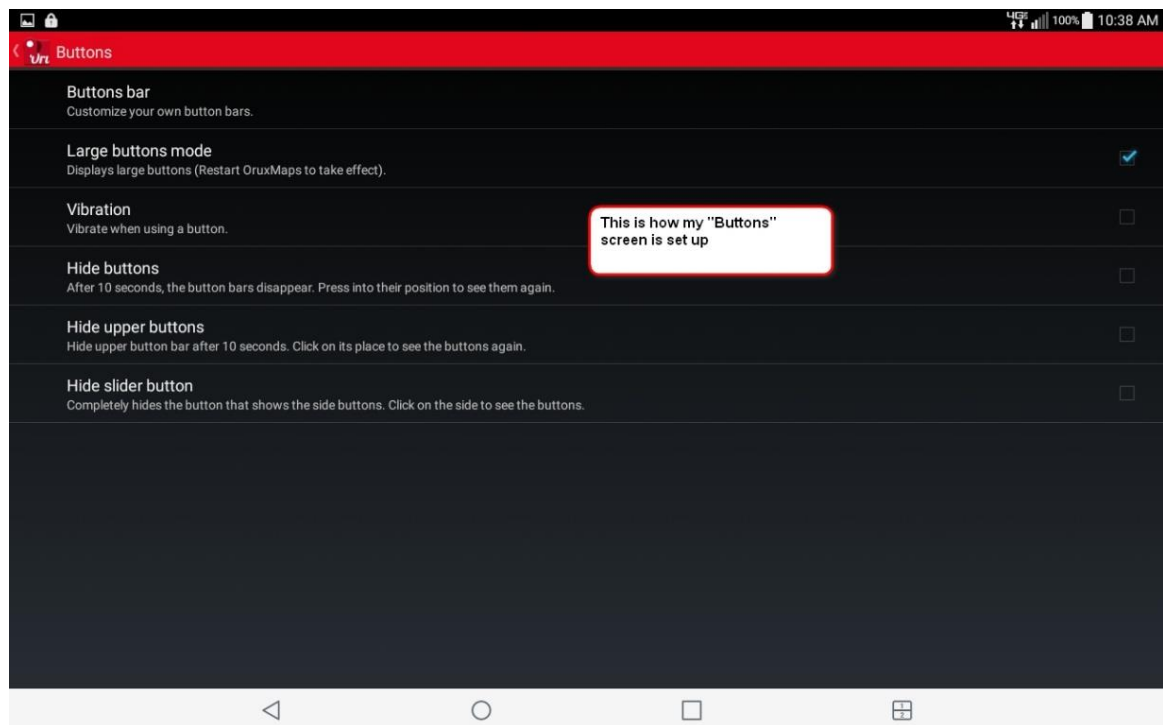 4G 100% 10:38 AM
Buttons
Buttons bar
Customize your own button bars.
Large buttons mode
Displays large buttons (Restart OruxMaps to take effect).
Vibration
Vibrate when using a button.
This is how my "Buttons"
screen is set up
Hide buttons
After 10 seconds, the button bars disappear. Press into their position to see them again.
Hide upper buttons
Hide upper button bar after 10 seconds. Click on its place to see the buttons again.
Hide slider button
Completely hides the button that shows the side buttons. Click on the side to see the buttons.
1
2